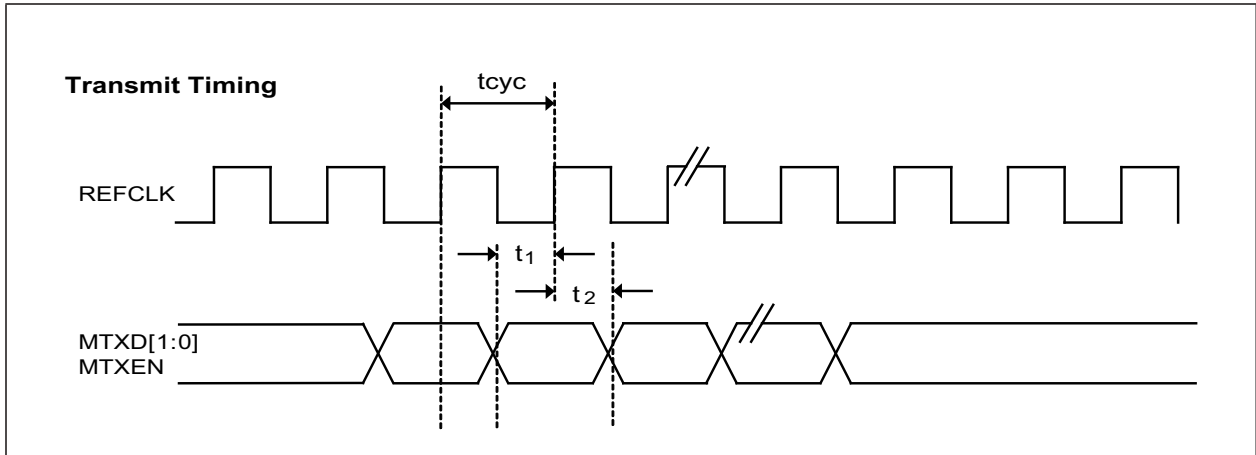 Transmit Timing
tcyc
REFCLK
t1
t2
MTXD[1:0]
MTXEN